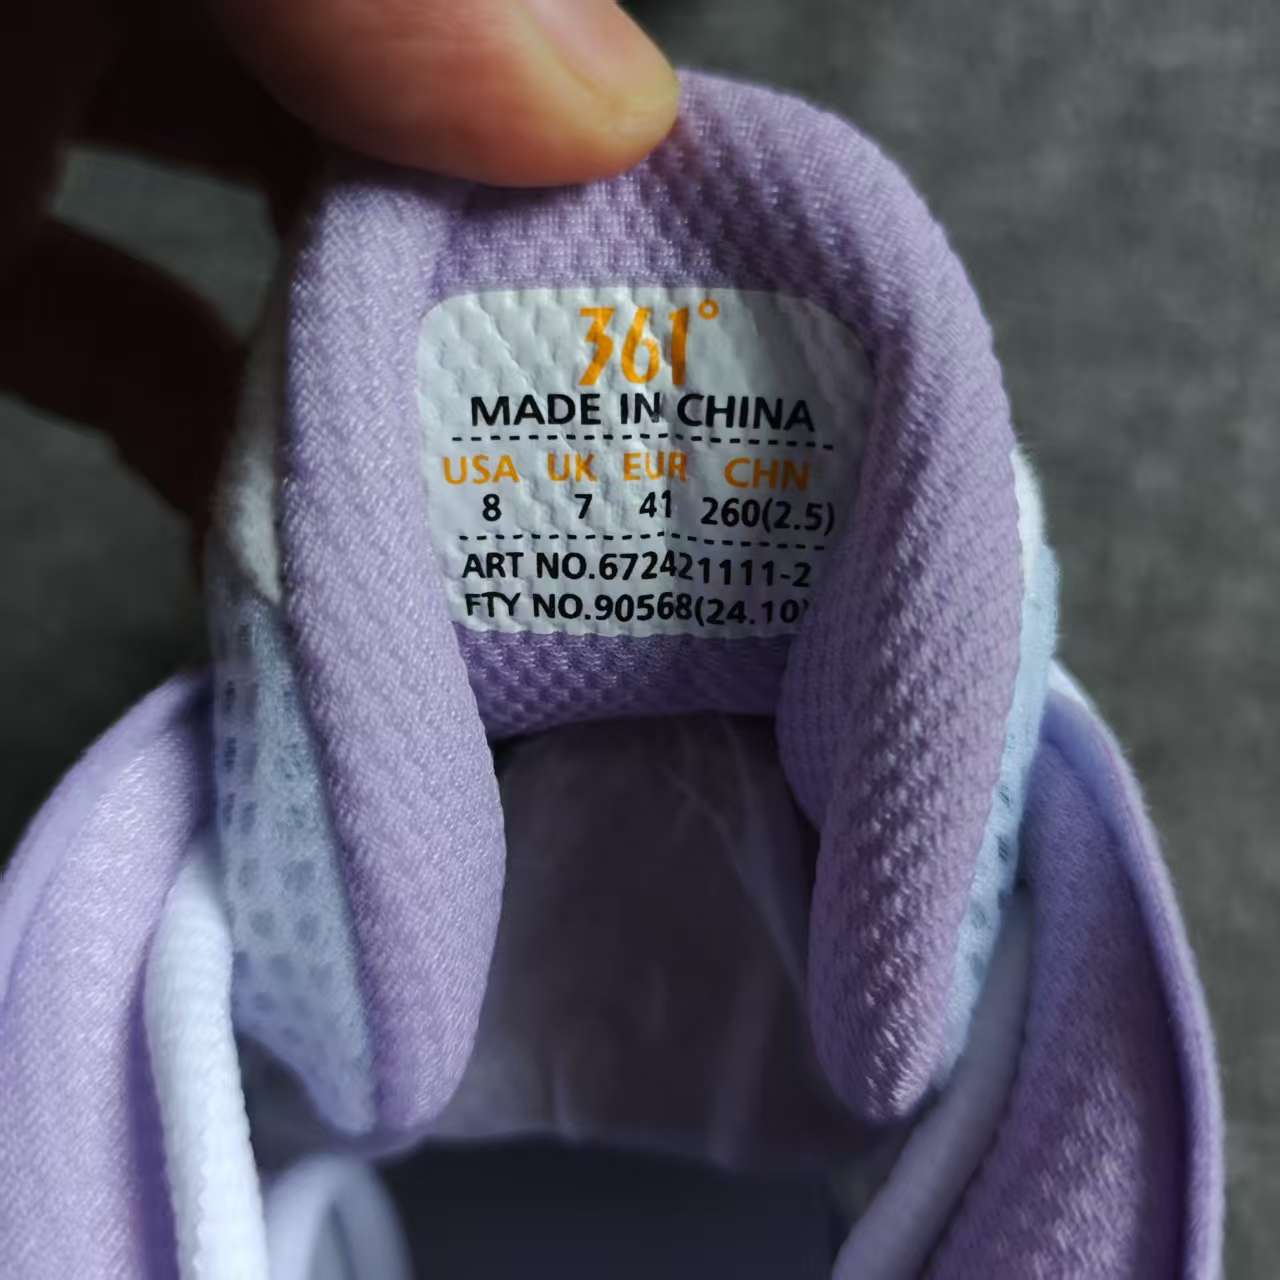 361°
MADE IN CHINA
USA UK EUR CHN
8 7 41 260(2.5)
ART NO.672421111-2
FTY NO.90568(24.10)